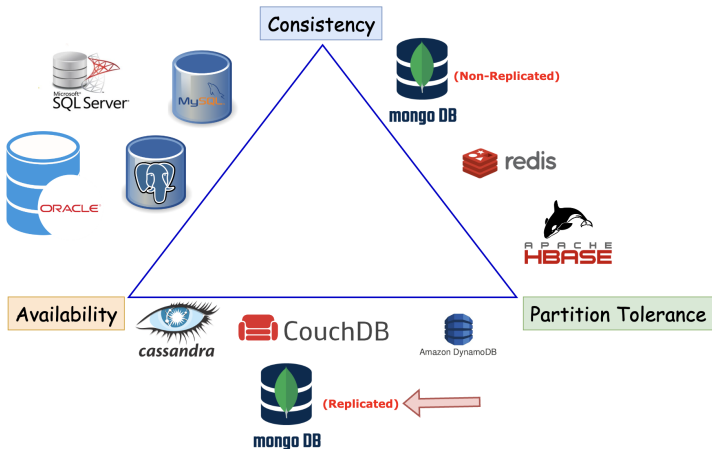 Consistency
Microsoft®
SQL Server®
MySQL
mongo DB
(Non-Replicated)
redis
ORACLE®
APACHE
HBASE
Availability
Partition Tolerance
cassandra
CouchDB
Amazon DynamoDB
(Replicated)
mongo DB